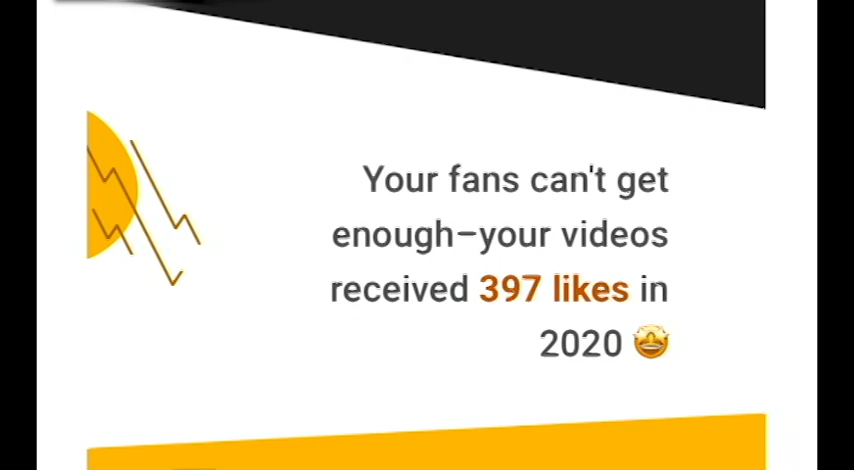 Your fans can't get
enough–your videos
received 397 likes in
2020 🤩